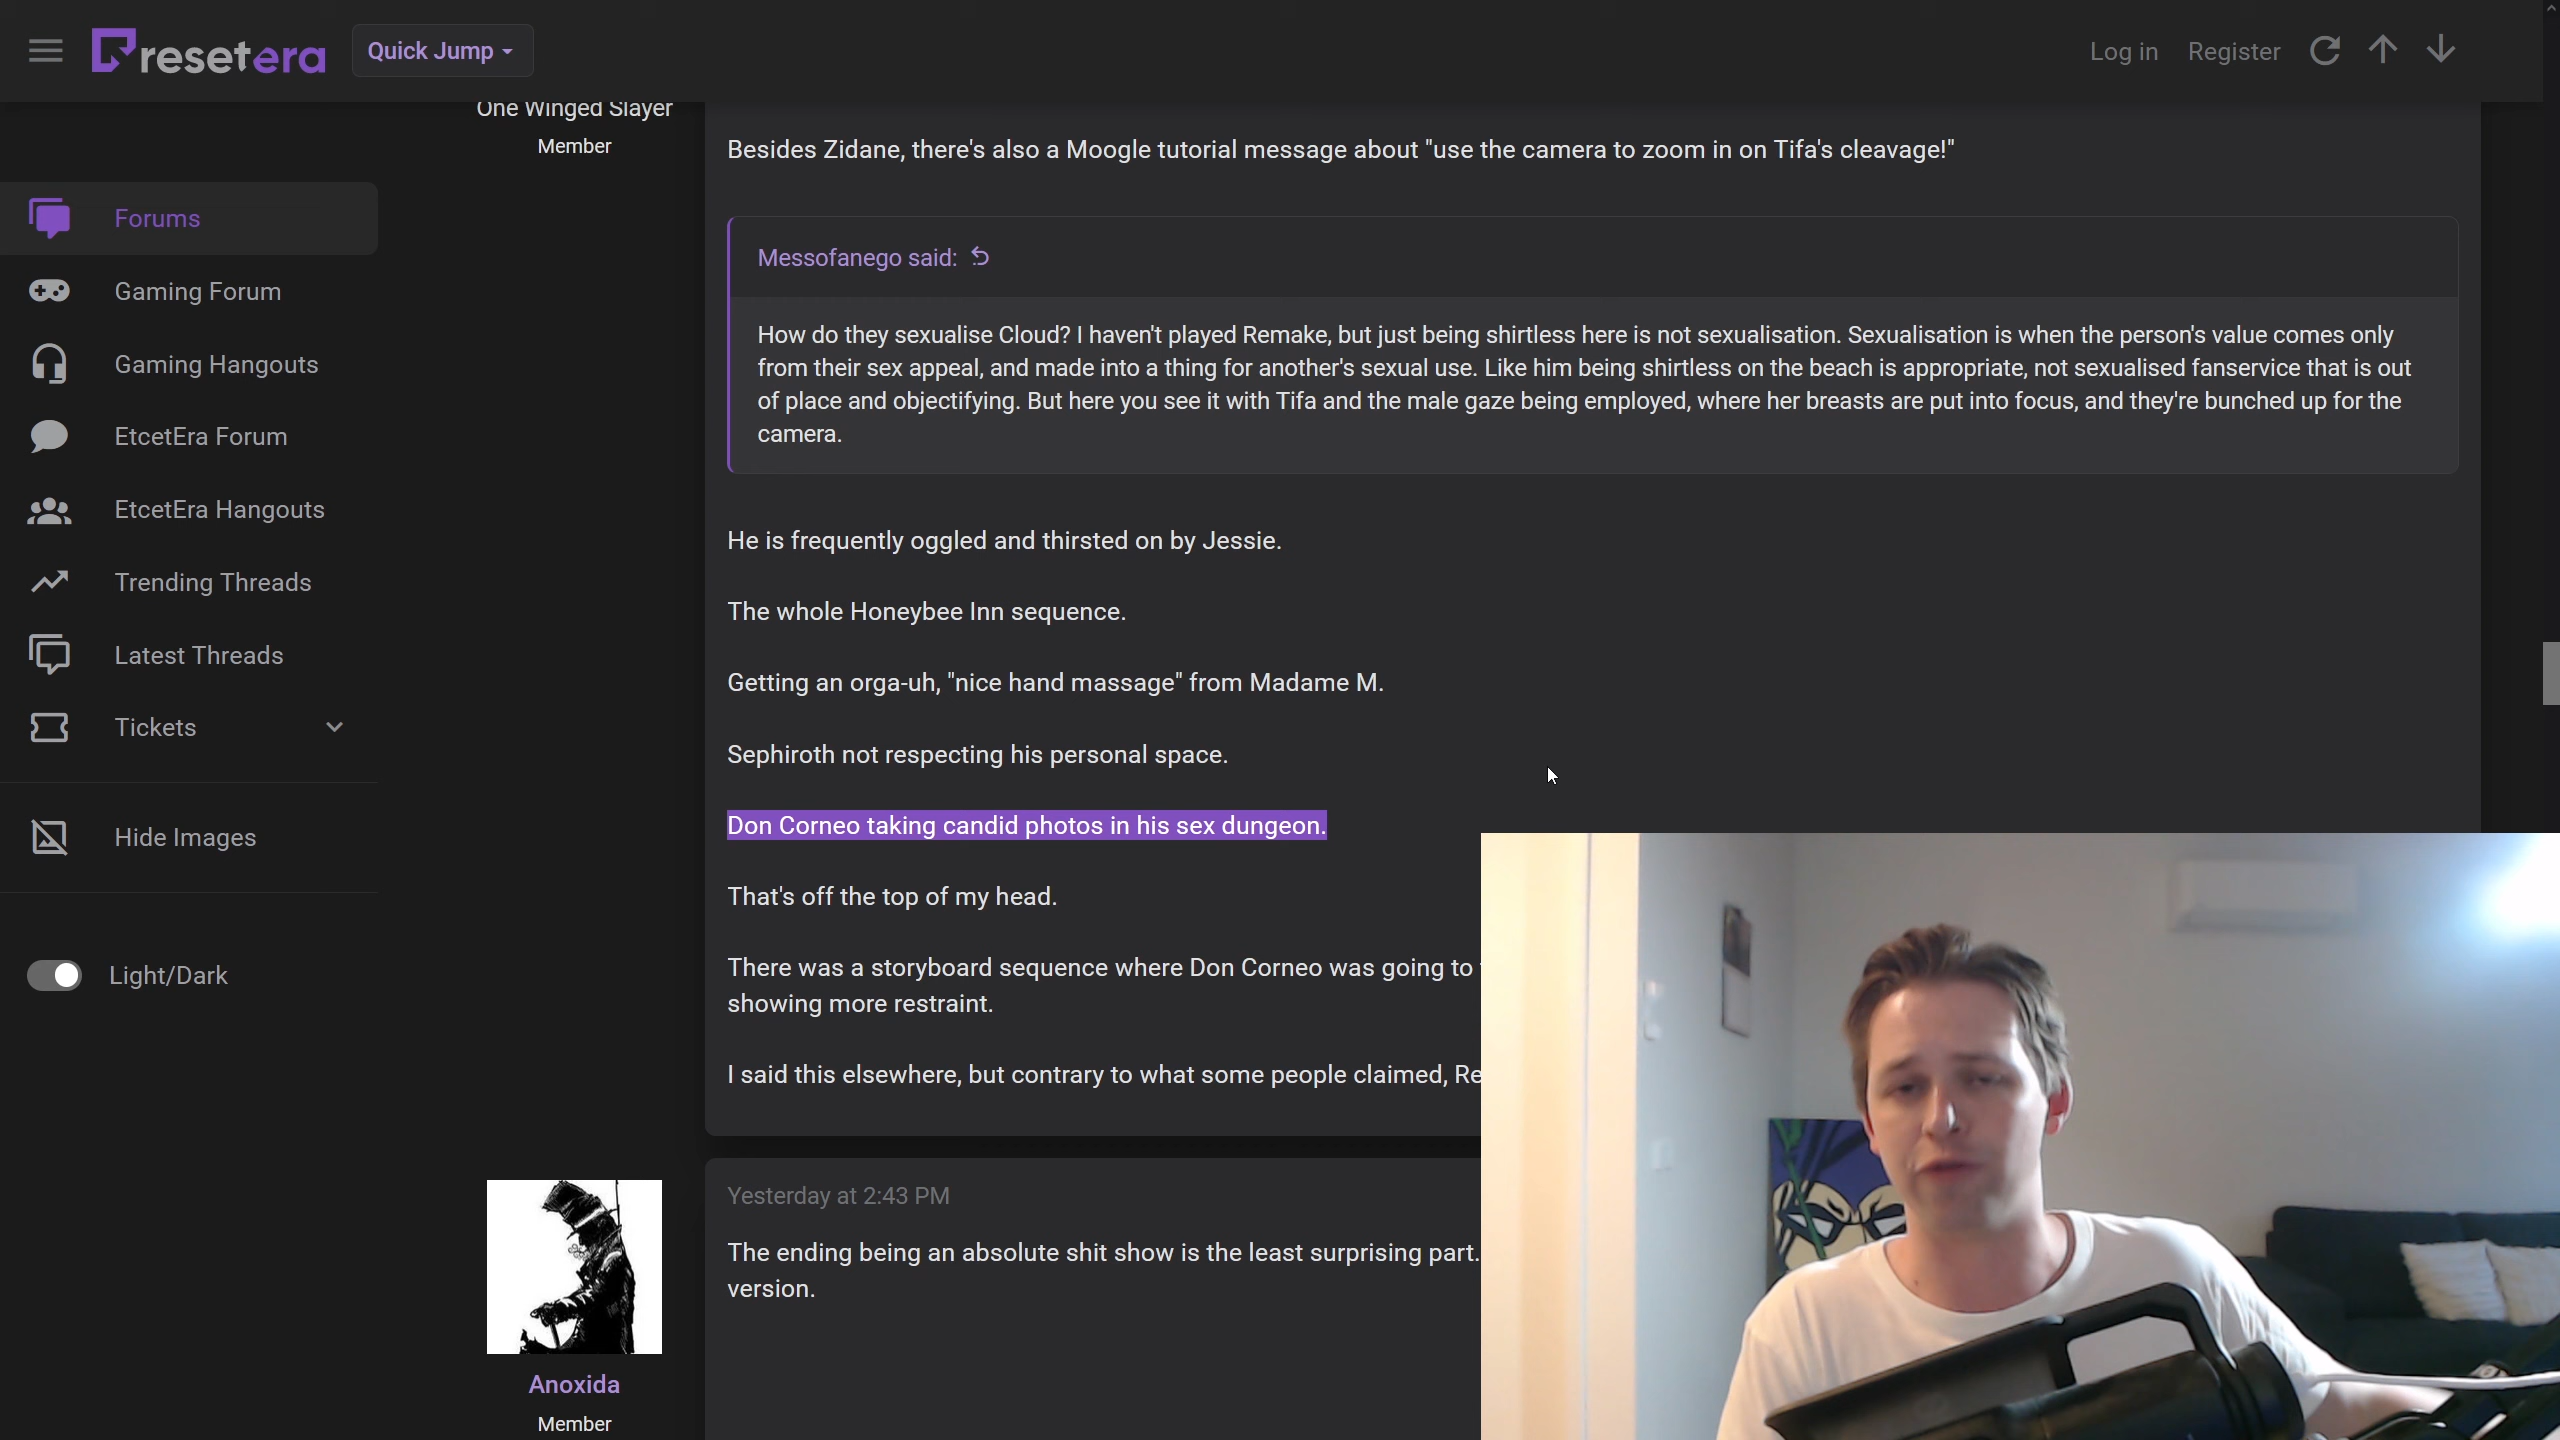 resetera
Quick Jump
Log in
Register
One Winged Slayer
Member
Forums
Gaming Forum
Gaming Hangouts
EtcetEra Forum
EtcetEra Hangouts
Trending Threads
Latest Threads
Tickets
Hide Images
Light/Dark
Besides Zidane, there's also a Moogle tutorial message about "use the camera to zoom in on Tifa's cleavage!"
Messofanego said:
How do they sexualise Cloud? I haven't played Remake, but just being shirtless here is not sexualisation. Sexualisation is when the person's value comes only
from their sex appeal, and made into a thing for another's sexual use. Like him being shirtless on the beach is appropriate, not sexualised fanservice that is out
of place and objectifying. But here you see it with Tifa and the male gaze being employed, where her breasts are put into focus, and they're bunched up for the
camera.
He is frequently oggled and thirsted on by Jessie.
The whole Honeybee Inn sequence.
Getting an orga-uh, "nice hand massage" from Madame M.
Sephiroth not respecting his personal space.
Don Corneo taking candid photos in his sex dungeon.
That's off the top of my head.
There was a storyboard sequence where Don Corneo was going to
showing more restraint.
I said this elsewhere, but contrary to what some people claimed, Re
Anoxida
Member
Yesterday at 2:43 PM
The ending being an absolute shit show is the least surprising part.
version.